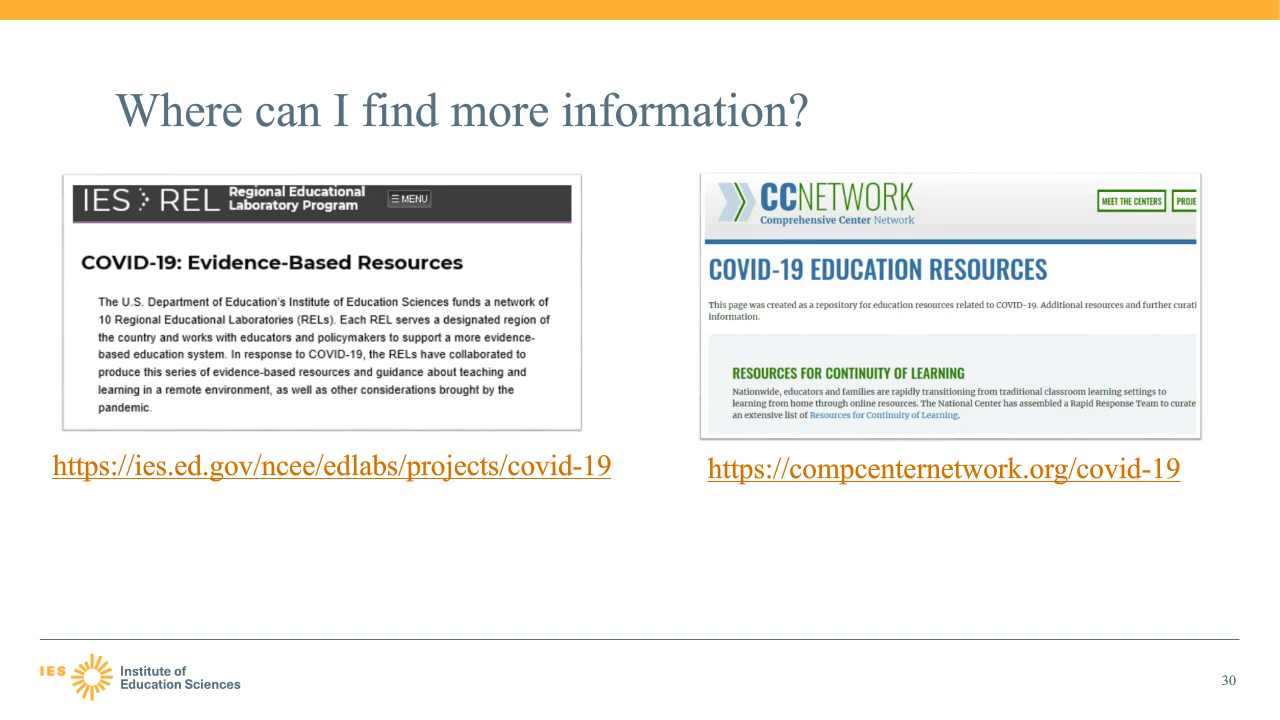 Where can I find more information?
IES REL Regional Educational
Laboratory Program
☰ MENU
COVID-19: Evidence-Based Resources
The U.S. Department of Education's Institute of Education Sciences funds a network of
10 Regional Educational Laboratories (RELs). Each REL serves a designated region of
the country and works with educators and policymakers to support a more evidence-
based education system. In response to COVID-19, the RELs have collaborated to
produce this series of evidence-based resources and guidance about teaching and
learning in a remote environment, as well as other considerations brought by the
pandemic.
https://ies.ed.gov/ncee/edlabs/projects/covid-19
CCNETWORK
Comprehensive Center Network
MEET THE CENTERS
PROJE
COVID-19 EDUCATION RESOURCES
This page was created as a repository for education resources related to COVID-19. Additional resources and further curati
information.
RESOURCES FOR CONTINUITY OF LEARNING
Nationwide, educators and families are rapidly transitioning from traditional classroom learning settings to
learning from home through online resources. The National Center has assembled a Rapid Response Team to curate
an extensive list of Resources for Continuity of Learning.
https://compcenternetwork.org/covid-19
IES
Institute of
Education Sciences
30